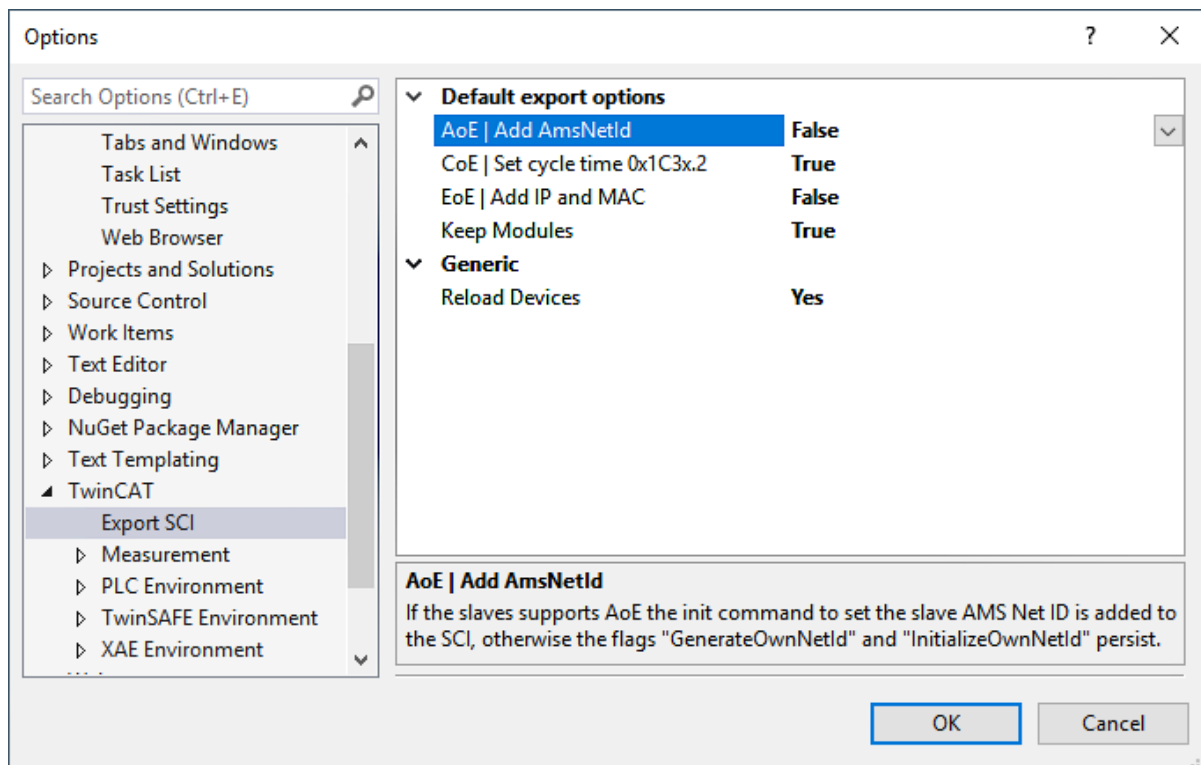 Options
?
Search Options (Ctrl+E)
Tabs and Windows
Task List
Trust Settings
Web Browser
Projects and Solutions
Source Control
Work Items
Text Editor
Debugging
NuGet Package Manager
Text Templating
TwinCAT
Export SCI
Measurement
PLC Environment
TwinSAFE Environment
XAE Environment
Default export options
AoE | Add AmsNetId False
CoE | Set cycle time 0x1C3x.2 True
EoE | Add IP and MAC False
Keep Modules True
Generic
Reload Devices Yes
AoE | Add AmsNetId
If the slaves supports AoE the init command to set the slave AMS Net ID is added to
the SCI, otherwise the flags "GenerateOwnNetId" and "InitializeOwnNetId" persist.
OK Cancel